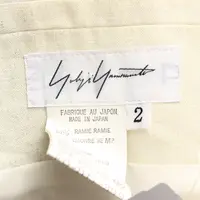 Yohji Yamamoto
2
FABRIQUE AU JAPON
MADE IN JAPAN
RAMIE RAMIE